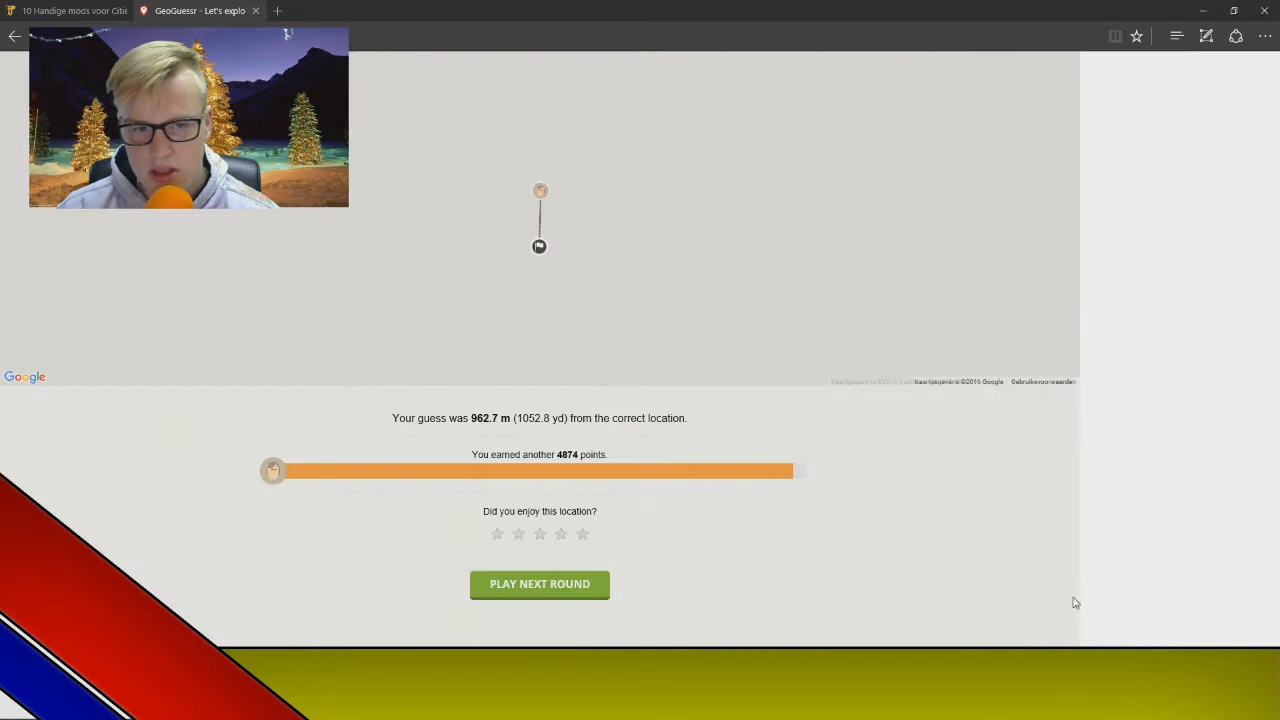 10 Handige mods voor Citie
GeoGuessr - Let's explo
Google
Kaartgegevens ©2016 Google
Gebruiksvoorwaarden
Your guess was 962.7 m (1052.8 yd) from the correct location.
You earned another 4874 points.
Did you enjoy this location?
PLAY NEXT ROUND